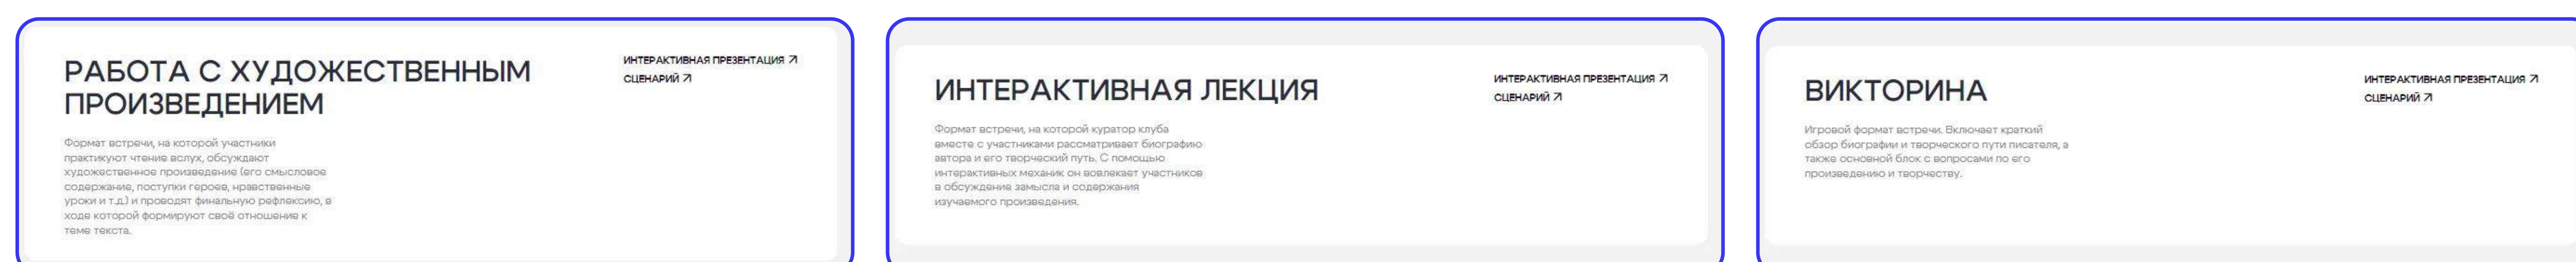 РАБОТА С ХУДОЖЕСТВЕННЫМ
ПРОИЗВЕДЕНИЕМ
ИНТЕРАКТИВНАЯ ПРЕЗЕНТАЦИЯ ↗
СЦЕНАРИЙ ↗
Формат встречи, на которой участники
практикуют чтение вслух, обсуждают
художественное произведение (его смысловое
содержание, поступки героев, нравственные
уроки и т.д.) и проводят финальную рефлексию, в
ходе которой формируют своё отношение к
теме текста.
ИНТЕРАКТИВНАЯ ЛЕКЦИЯ
ИНТЕРАКТИВНАЯ ПРЕЗЕНТАЦИЯ ↗
СЦЕНАРИЙ ↗
Формат встречи, на которой куратор клуба
вместе с участниками рассматривает биографию
автора и его творческий путь. С помощью
интерактивных механик он вовлекает участников
в обсуждение замысла и содержания
изучаемого произведения.
ВИКТОРИНА
ИНТЕРАКТИВНАЯ ПРЕЗЕНТАЦИЯ ↗
СЦЕНАРИЙ ↗
Игровой формат встречи. Включает краткий
обзор биографии и творческого пути писателя, а
также основной блок с вопросами по его
произведению и творчеству.